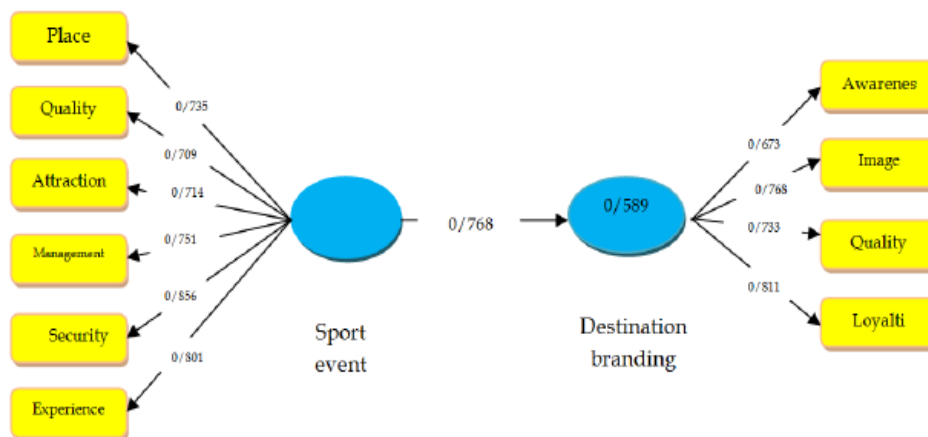 Place
Quality
Attraction
Management
Security
Experience
0/735
0/709
0/714
0/751
0/856
0/801
Sport
event
0/768
0/589
Destination
branding
0/673
0/768
0/733
0/811
Awarenes
Image
Quality
Loyalti